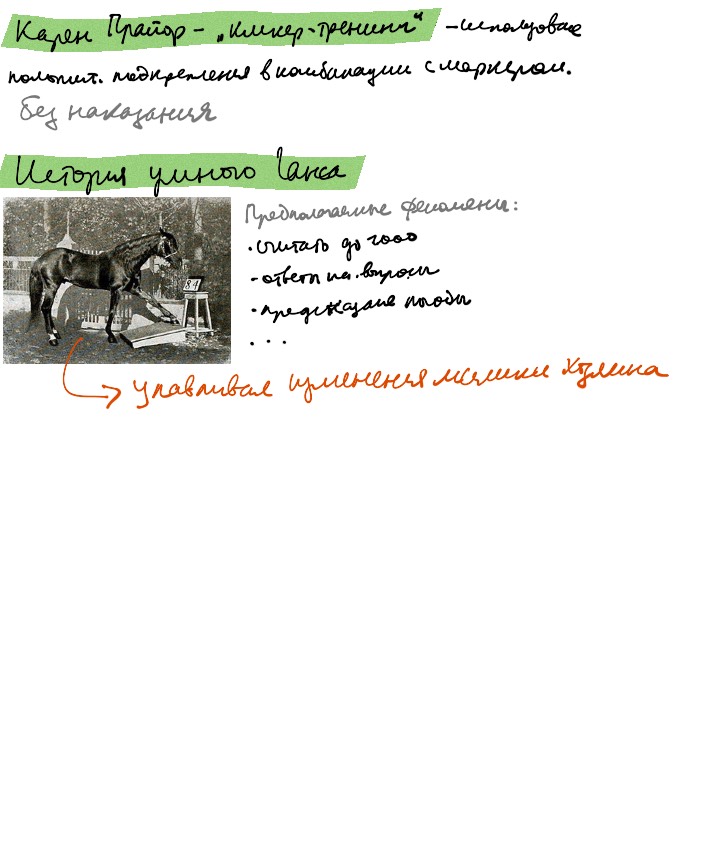 Карен Прайор - „кликер-тренинг“ - использовал
положит. подкрепления в комбинации с маркером.
без наказания
История умного Ганса
Предполагаемые феномены:
• считать до 1000
• ответы на вопросы
• предсказание погоды
• . . .
84
улавливал изменения мимики хозяина